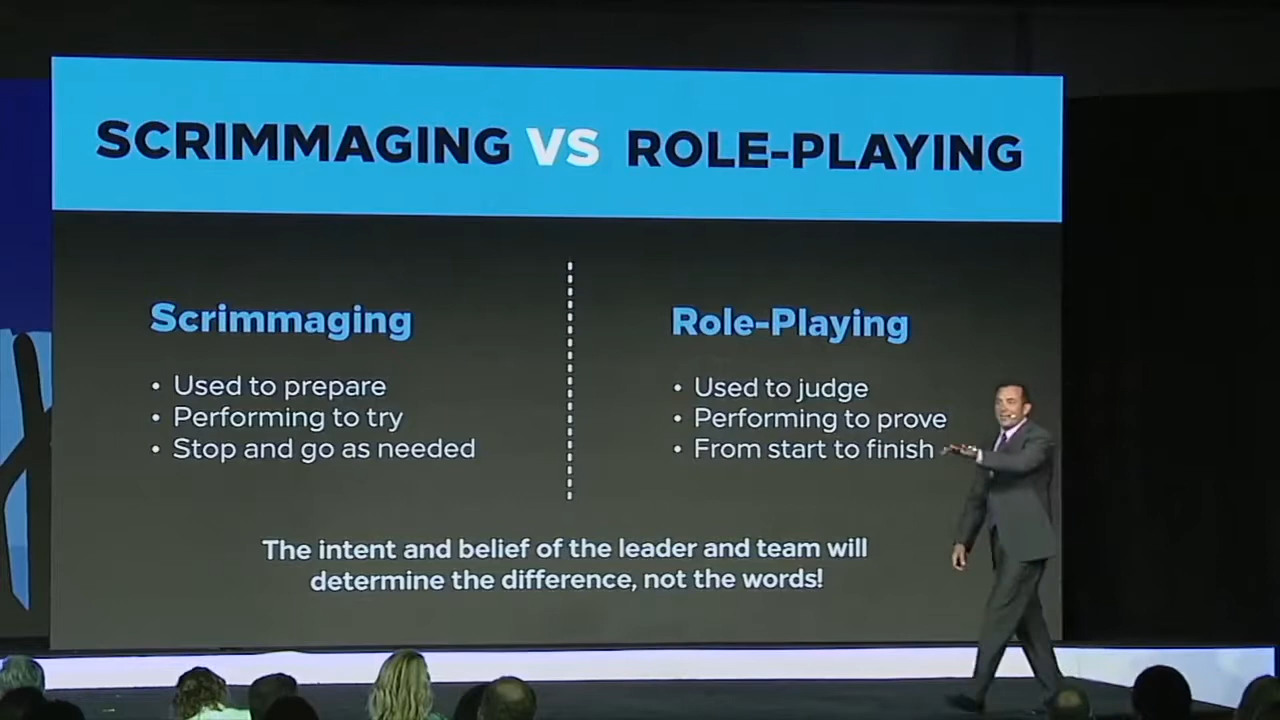 SCRIMMAGING VS ROLE-PLAYING
Scrimmaging
• Used to prepare
• Performing to try
• Stop and go as needed
Role-Playing
• Used to judge
• Performing to prove
• From start to finish
The intent and belief of the leader and team will
determine the difference, not the words!